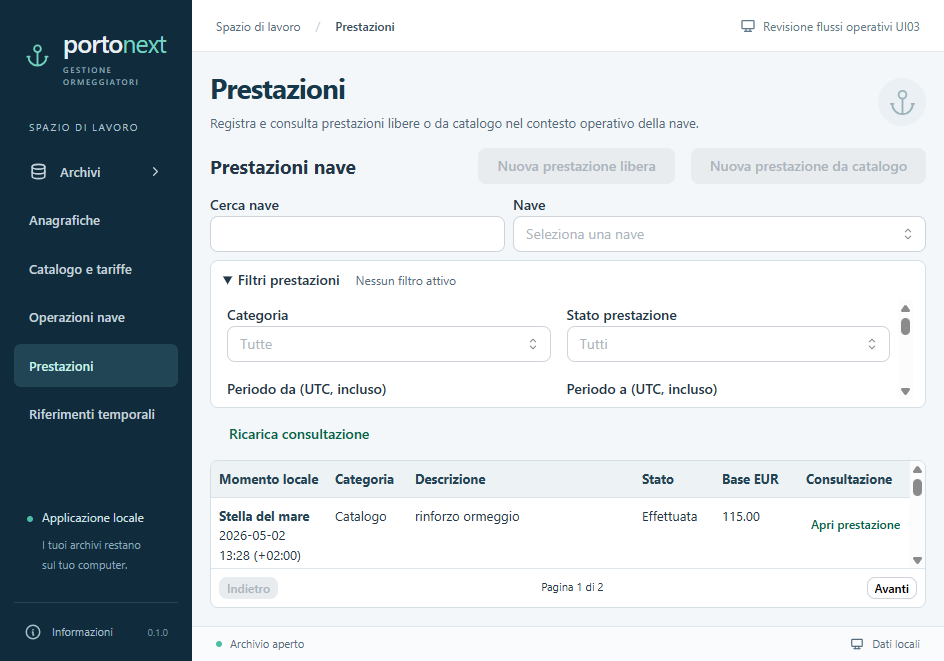 portonext
GESTIONE
ORMEGGIATORI
SPAZIO DI LAVORO
Archivi
Anagrafiche
Catalogo e tariffe
Operazioni nave
Prestazioni
Riferimenti temporali
Applicazione locale
I tuoi archivi restano
sul tuo computer.
Informazioni 0.1.0
Spazio di lavoro / Prestazioni
Revisione flussi operativi UI03
Prestazioni
Registra e consulta prestazioni libere o da catalogo nel contesto operativo della nave.
Prestazioni nave
Nuova prestazione libera
Nuova prestazione da catalogo
Cerca nave
Nave
Seleziona una nave
Filtri prestazioni Nessun filtro attivo
Categoria
Tutte
Stato prestazione
Tutti
Periodo da (UTC, incluso)
Periodo a (UTC, incluso)
Ricarica consultazione
Momento locale Categoria Descrizione Stato Base EUR Consultazione
Stella del mare Catalogo rinforzo ormeggio Effettuata 115.00 Apri prestazione
2026-05-02
13:28 (+02:00)
Indietro Pagina 1 di 2 Avanti
Archivio aperto
Dati locali